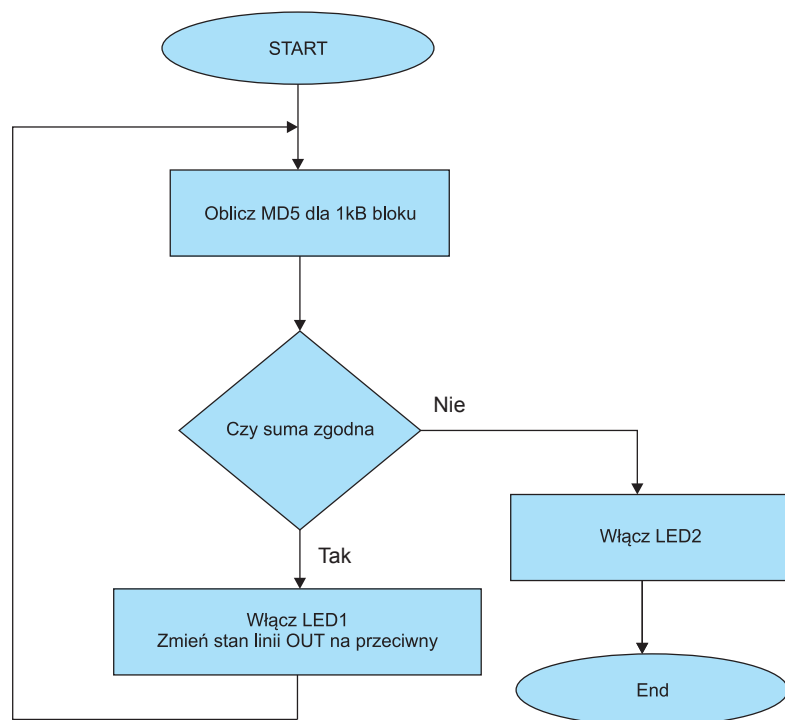 START
Oblicz MD5 dla 1kB bloku
Czy suma zgodna
Nie
Włącz LED2
Tak
Włącz LED1
Zmień stan linii OUT na przeciwny
End